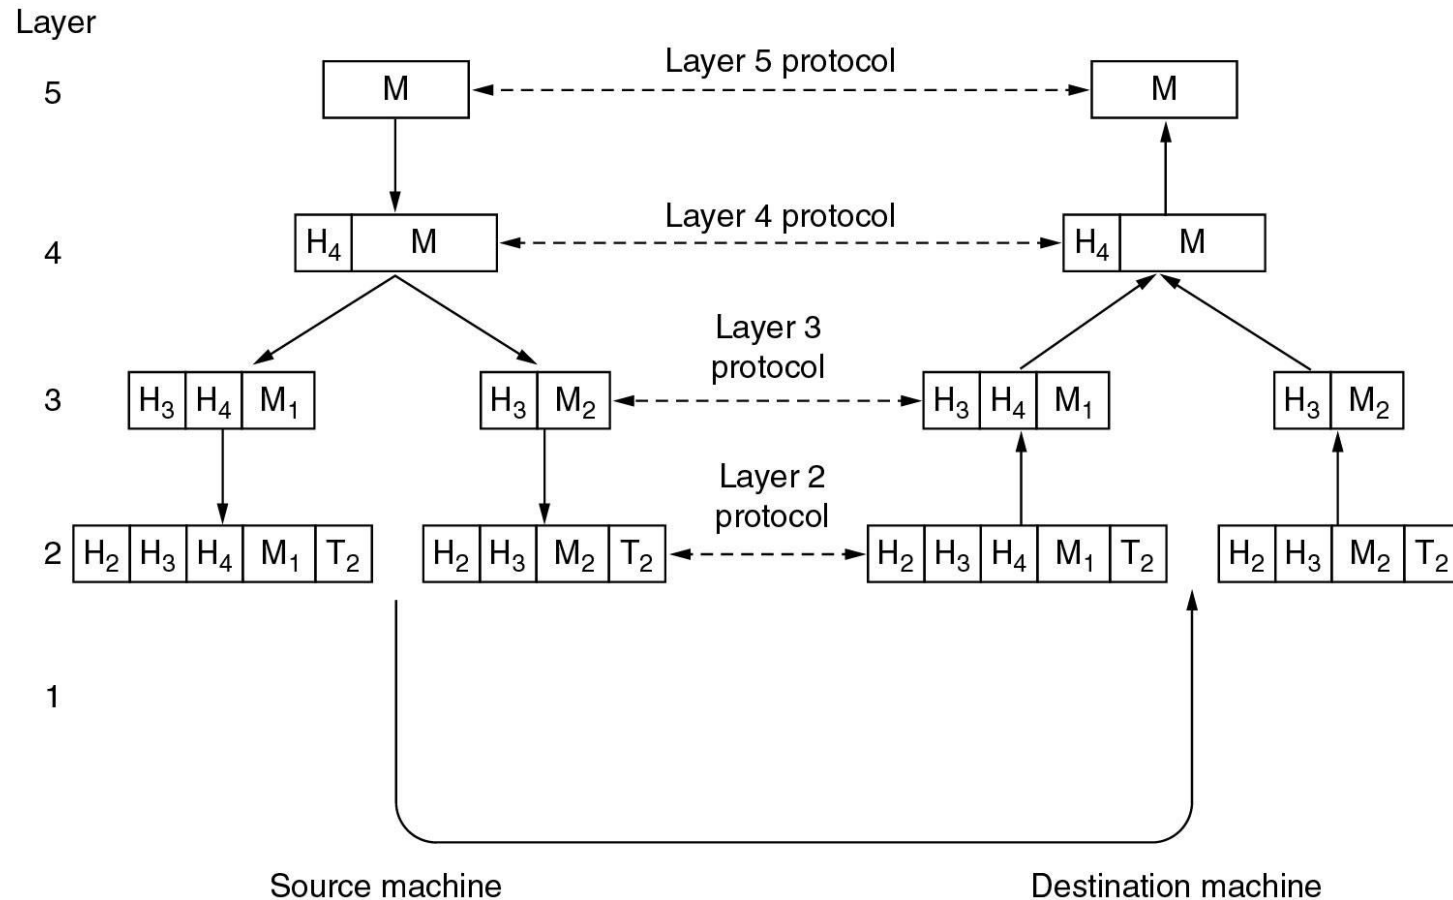 Layer
5 M Layer 5 protocol M
4 H4 M Layer 4 protocol H4 M
Layer 3
protocol
3 H3 H4 M1 H3 M2 H3 H4 M1 H3 M2
Layer 2
protocol
2 H2 H3 H4 M1 T2 H2 H3 M2 T2 H2 H3 H4 M1 T2 H2 H3 M2 T2
1
Source machine Destination machine